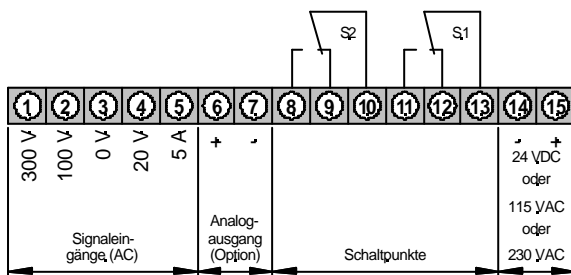 S2 S1
1 2 3 4 5 6 7 8 9 10 11 12 13 14 15
300 V
100 V
0 V
20 V
5 A
+ - - +
24 VDC
oder
115 VAC
oder
230 VAC
Signalein-
gänge (AC)
Analog-
ausgang
(Option)
Schaltpunkte